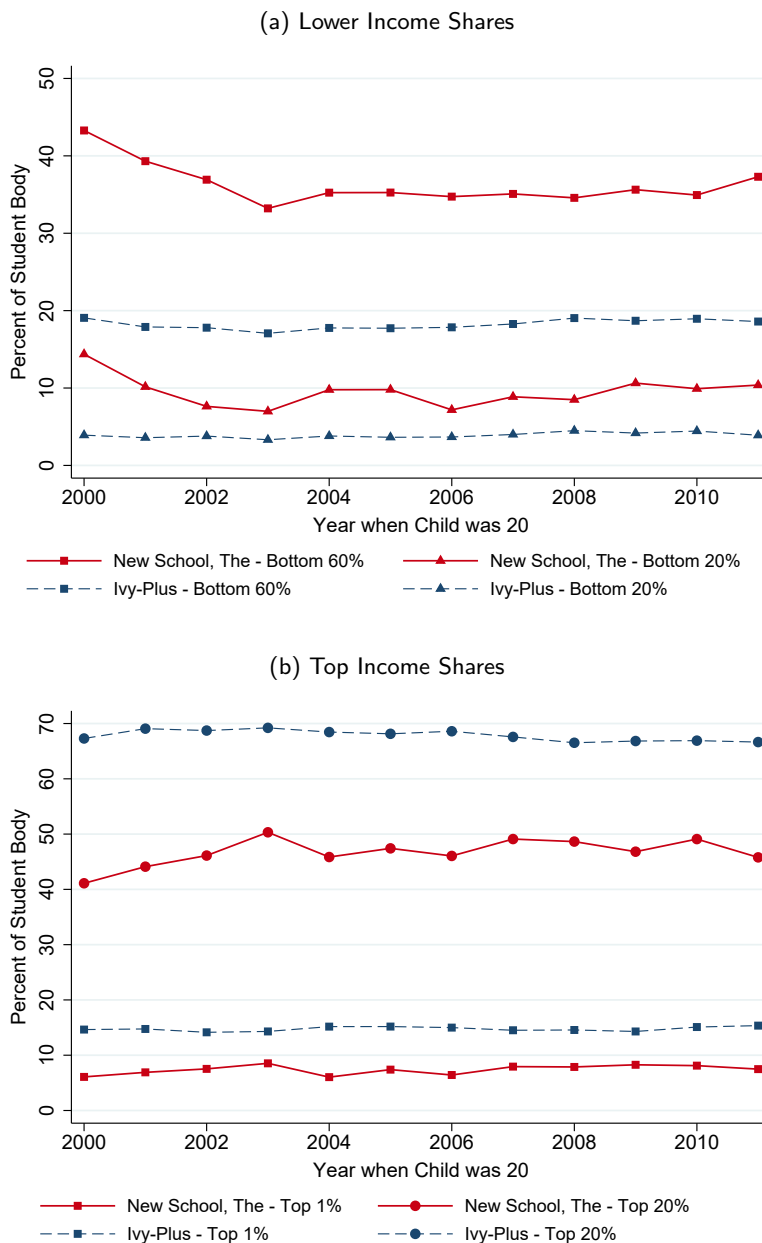 (a) Lower Income Shares
Percent of Student Body
50
40
30
20
10
0
2000 2002 2004 2006 2008 2010
Year when Child was 20
New School, The - Bottom 60% New School, The - Bottom 20%
Ivy-Plus - Bottom 60% Ivy-Plus - Bottom 20%
(b) Top Income Shares
Percent of Student Body
70
60
50
40
30
20
10
0
2000 2002 2004 2006 2008 2010
Year when Child was 20
New School, The - Top 1% New School, The - Top 20%
Ivy-Plus - Top 1% Ivy-Plus - Top 20%